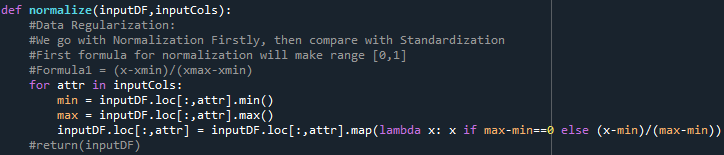 def normalize(inputDF,inputCols):
    #Data Regularization:
    #We go with Normalization Firstly, then compare with Standardization
    #First formula for normalization will make range [0,1]
    #Formula1 = (x-xmin)/(xmax-xmin)
    for attr in inputCols:
        min = inputDF.loc[:,attr].min()
        max = inputDF.loc[:,attr].max()
        inputDF.loc[:,attr] = inputDF.loc[:,attr].map(lambda x: x if max-min==0 else (x-min)/(max-min))
    #return(inputDF)